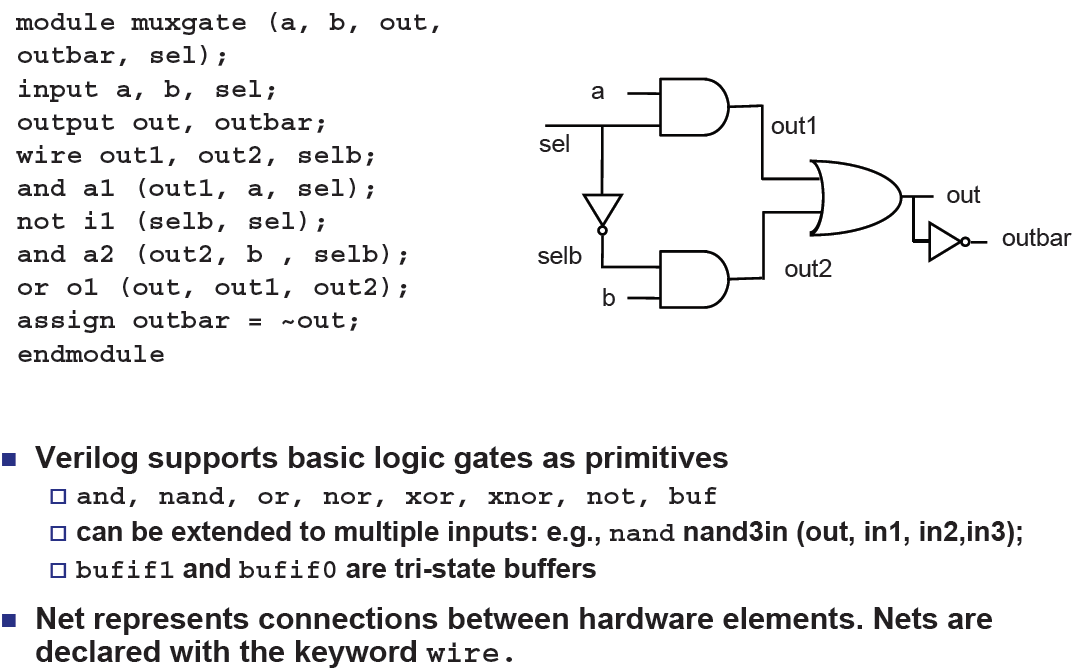 module muxgate (a, b, out,
outbar, sel);
input a, b, sel;
output out, outbar;
wire out1, out2, selb;
and a1 (out1, a, sel);
not i1 (selb, sel);
and a2 (out2, b , selb);
or o1 (out, out1, out2);
assign outbar = ~out;
endmodule
a
sel
out1
out
outbar
selb
out2
b
Verilog supports basic logic gates as primitives
and, nand, or, nor, xor, xnor, not, buf
can be extended to multiple inputs: e.g., nand nand3in (out, in1, in2,in3);
bufif1 and bufif0 are tri-state buffers
Net represents connections between hardware elements. Nets are
declared with the keyword wire.